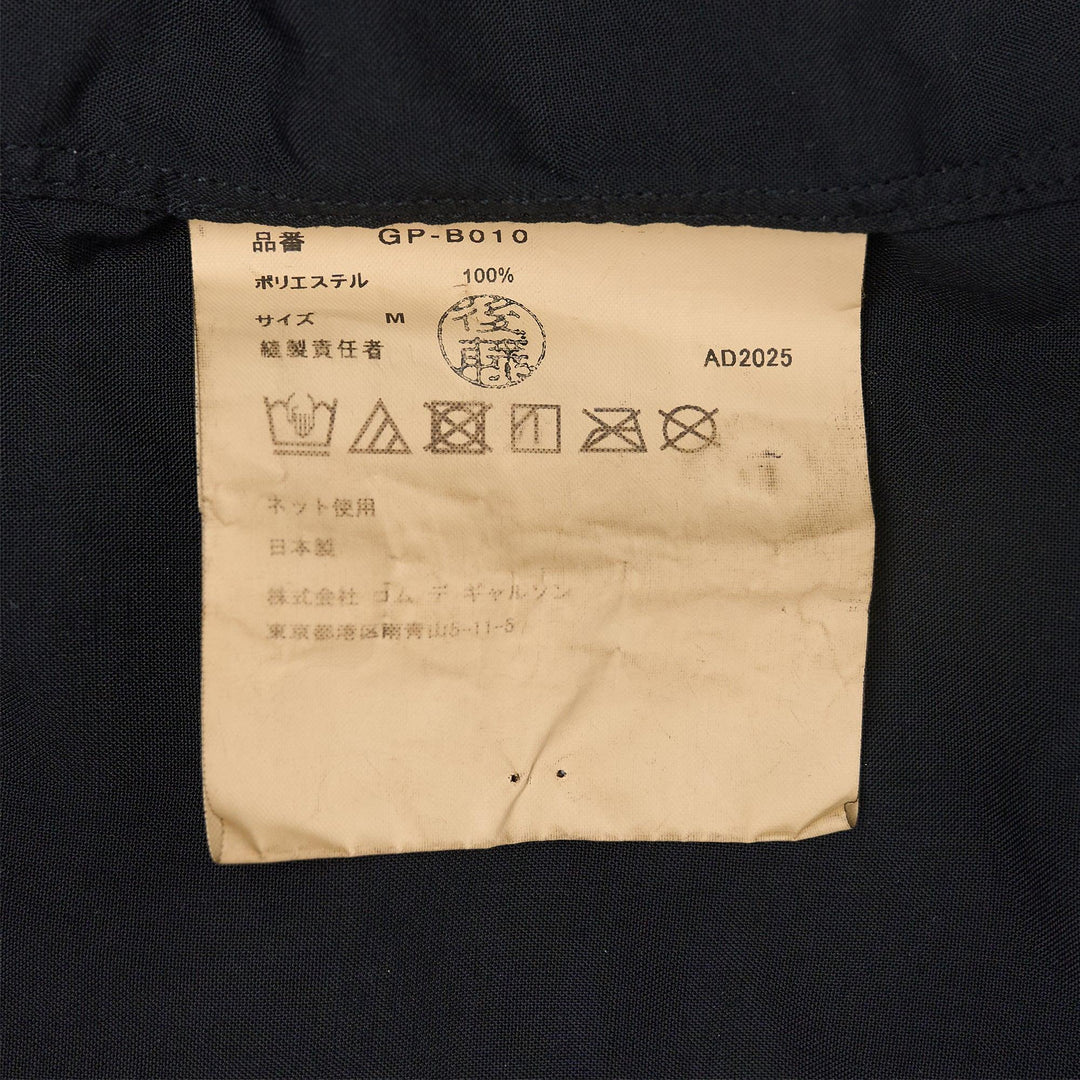 品番 GP-B010
ポリエステル 100%
サイズ M
後藤
縫製責任者
AD2025
ネット使用
日本製
株式会社 コム デ ギャルソン
東京都港区南青山5-11-5